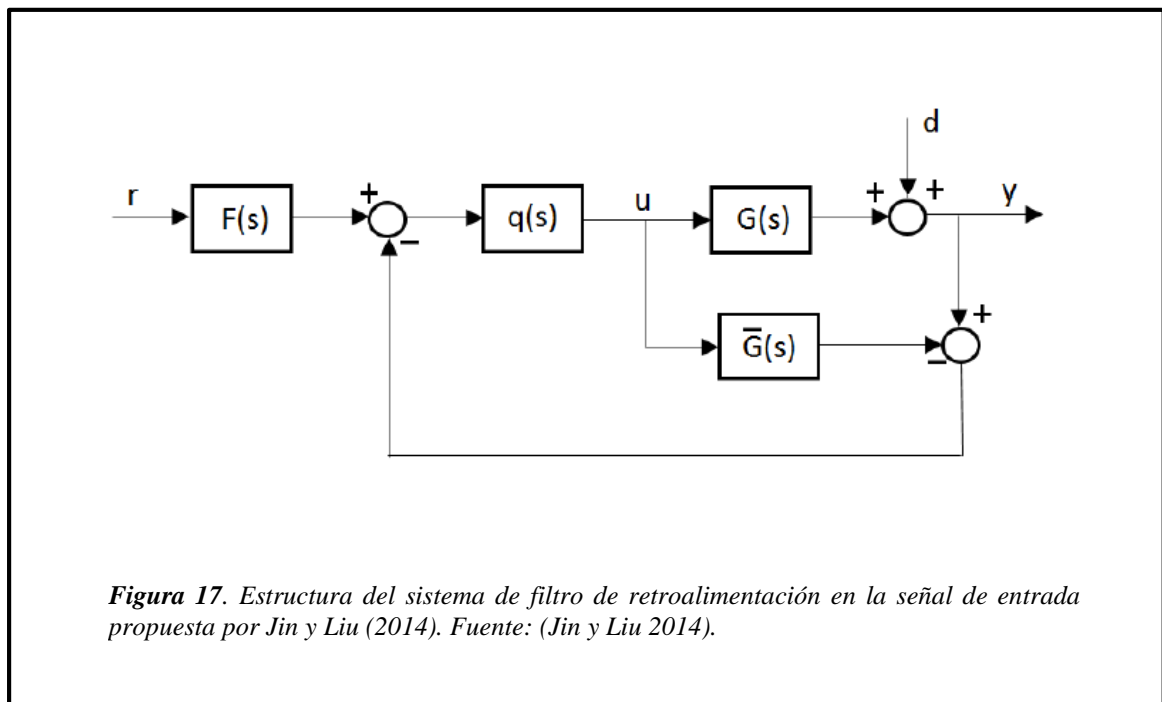 d
r
F(s)
+
−
q(s)
u
G(s)
+
+
y
G̅(s)
+
−
Figura 17. Estructura del sistema de filtro de retroalimentación en la señal de entrada
propuesta por Jin y Liu (2014). Fuente: (Jin y Liu 2014).